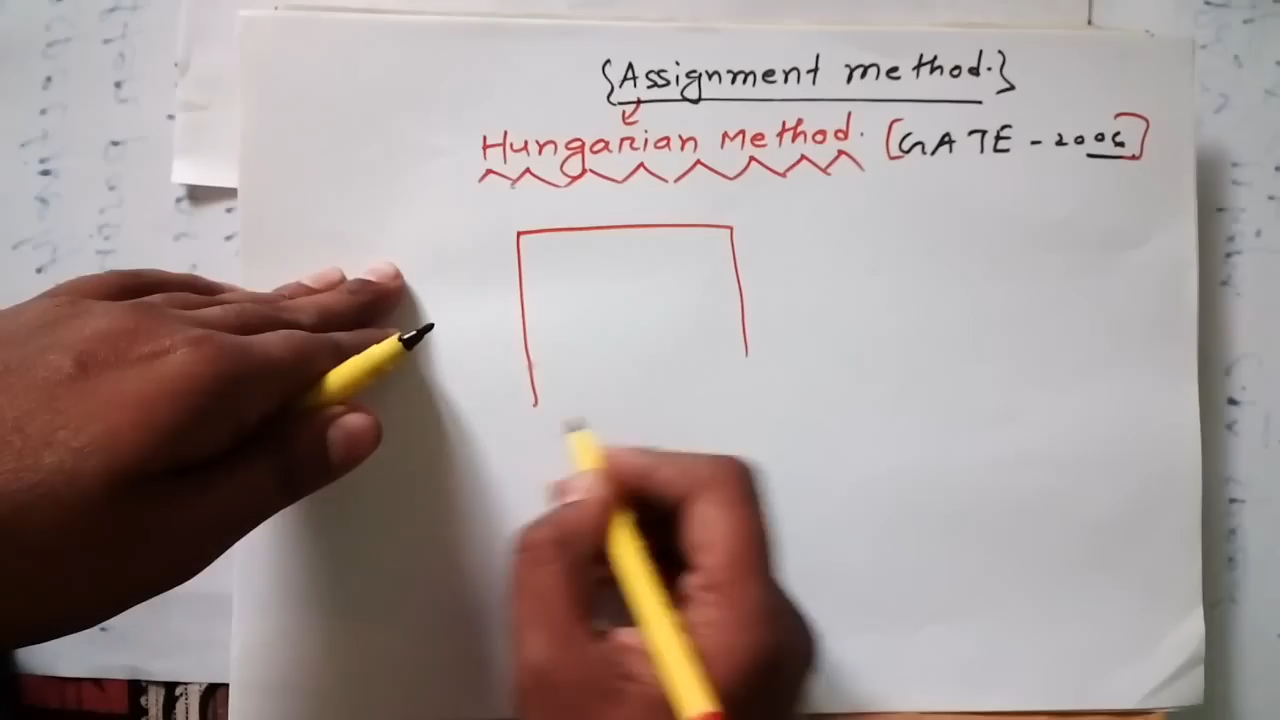 {Assignment method.}
Hungarian Method. [GATE - 2006]